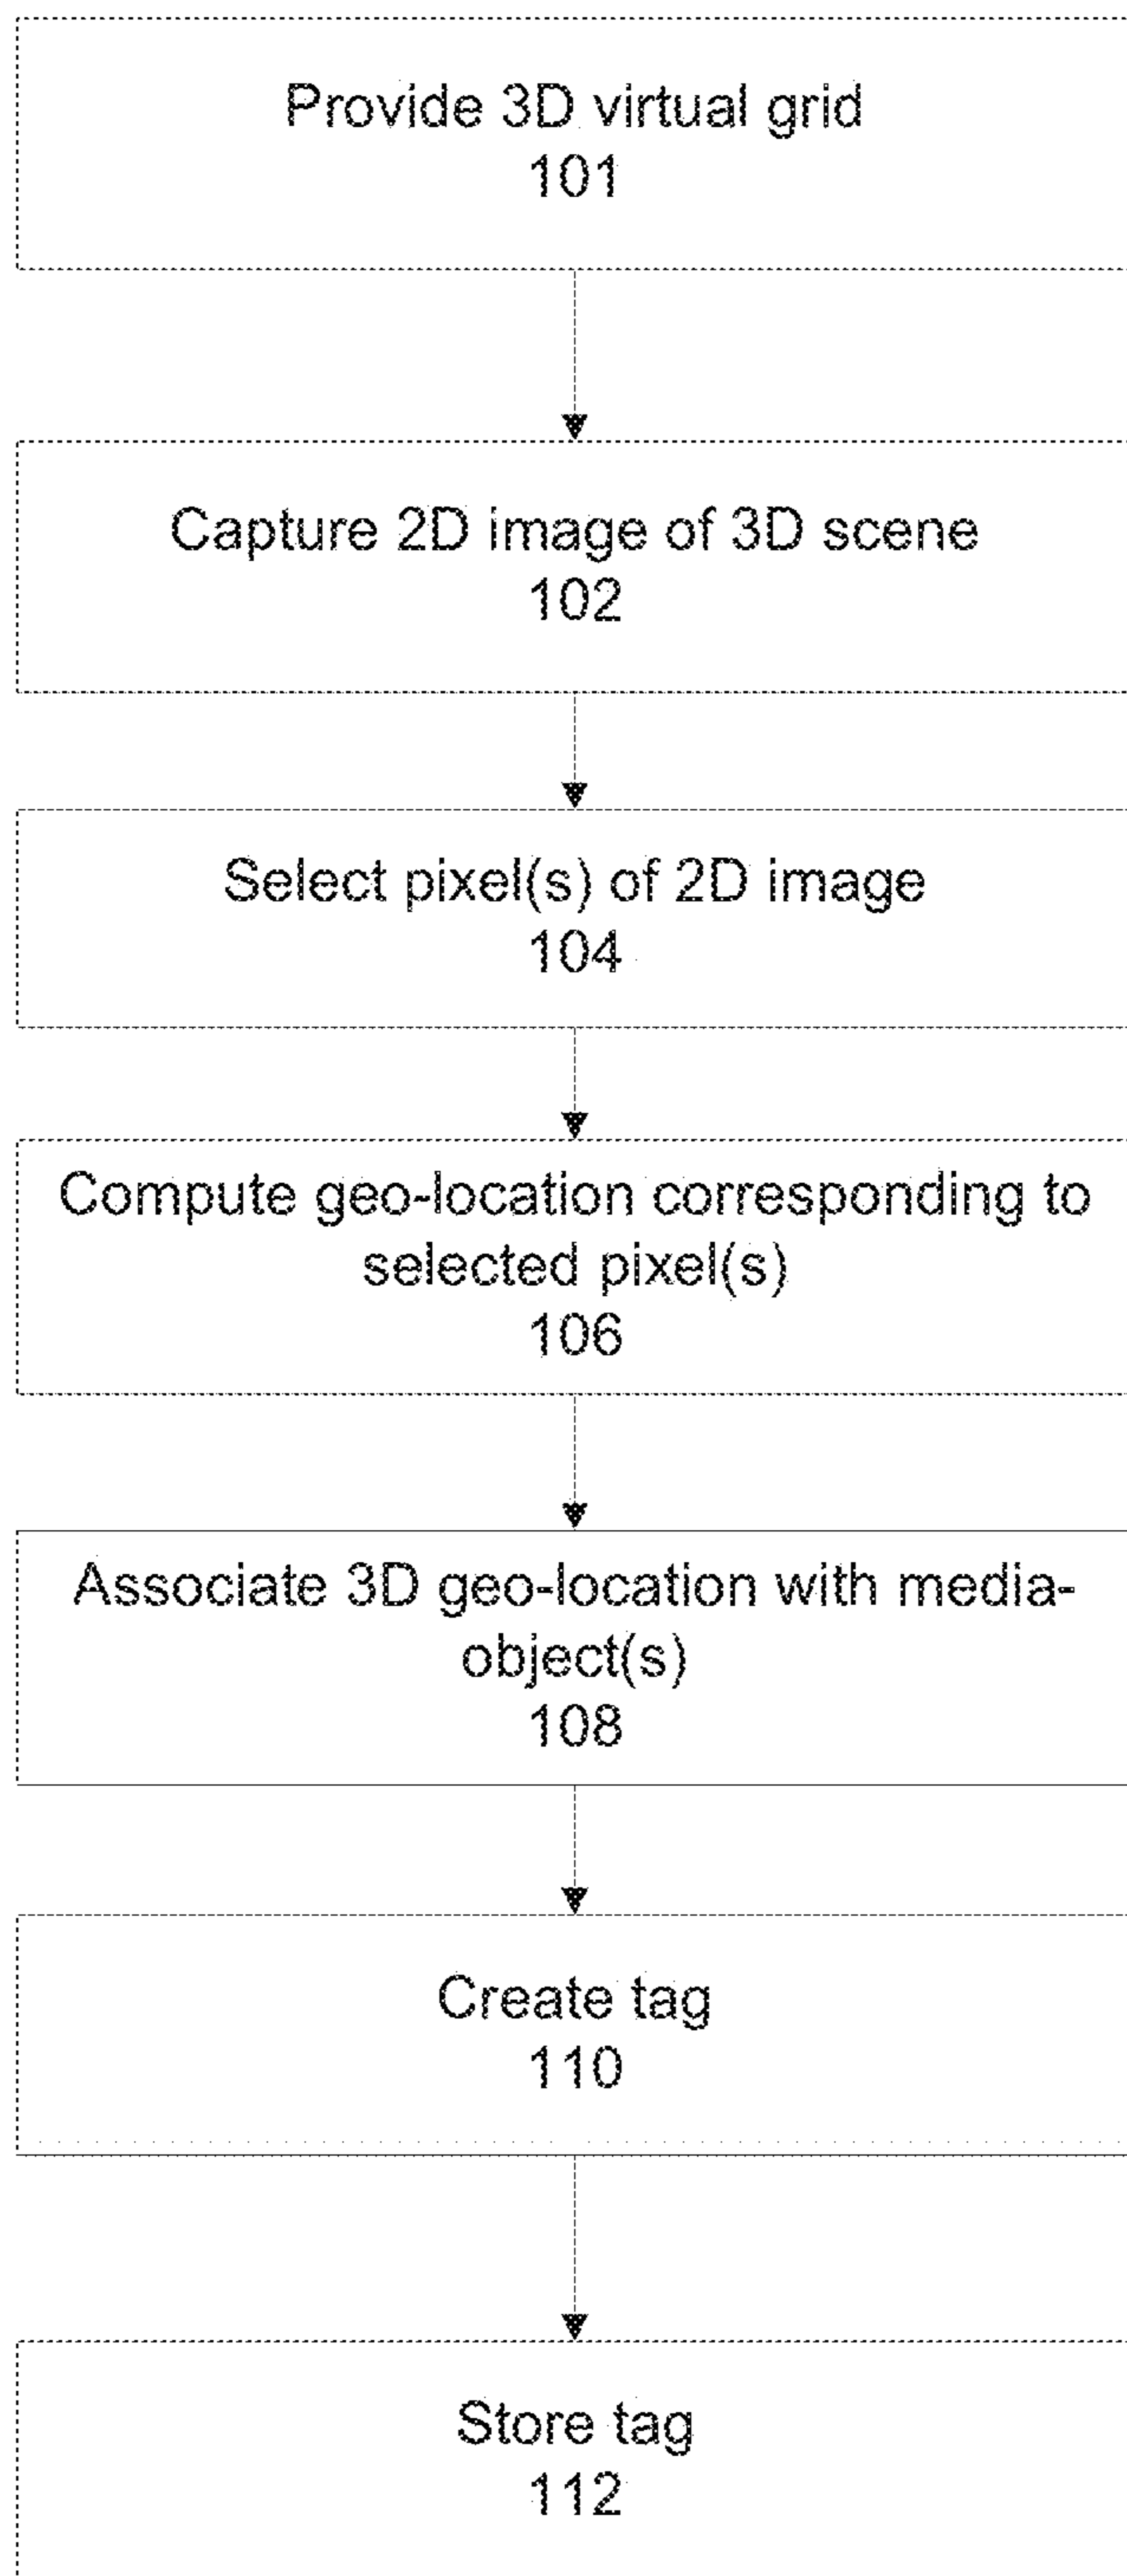 Provide 3D virtual grid
101
Capture 2D image of 3D scene
102
Select pixel(s) of 2D image
104
Compute geo-location corresponding to
selected pixel(s)
106
Associate 3D geo-location with media-
object(s)
108
Create tag
110
Store tag
112